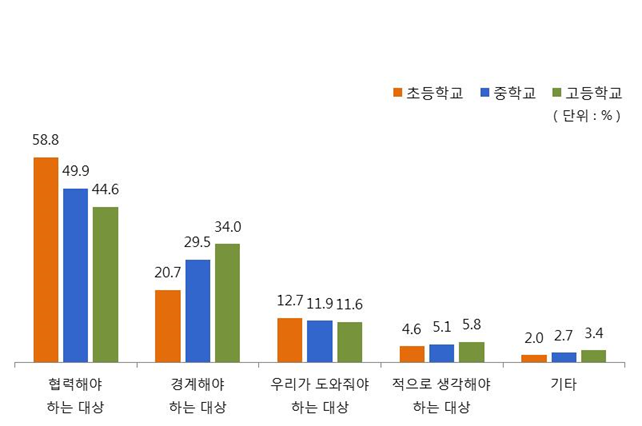 초등학교 중학교 고등학교
( 단위 : % )
58.8
49.9
44.6
20.7
29.5
34.0
12.7
11.9
11.6
4.6
5.1
5.8
2.0
2.7
3.4
협력해야
하는 대상
경계해야
하는 대상
우리가 도와줘야
하는 대상
적으로 생각해야
하는 대상
기타